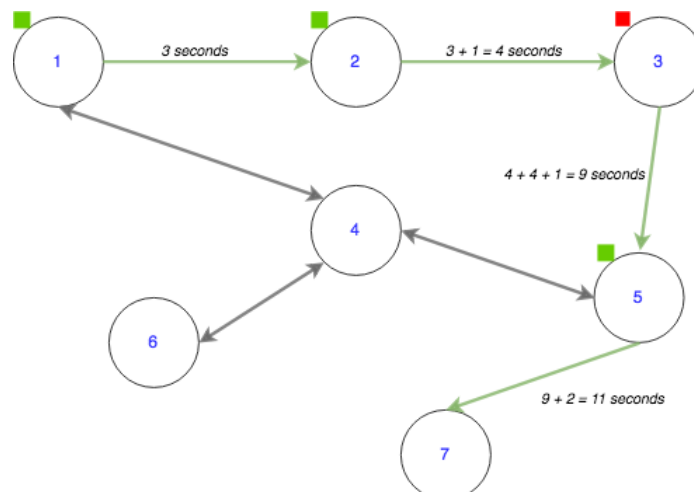 1
3 seconds
2
3 + 1 = 4 seconds
3
4 + 4 + 1 = 9 seconds
4
5
6
9 + 2 = 11 seconds
7